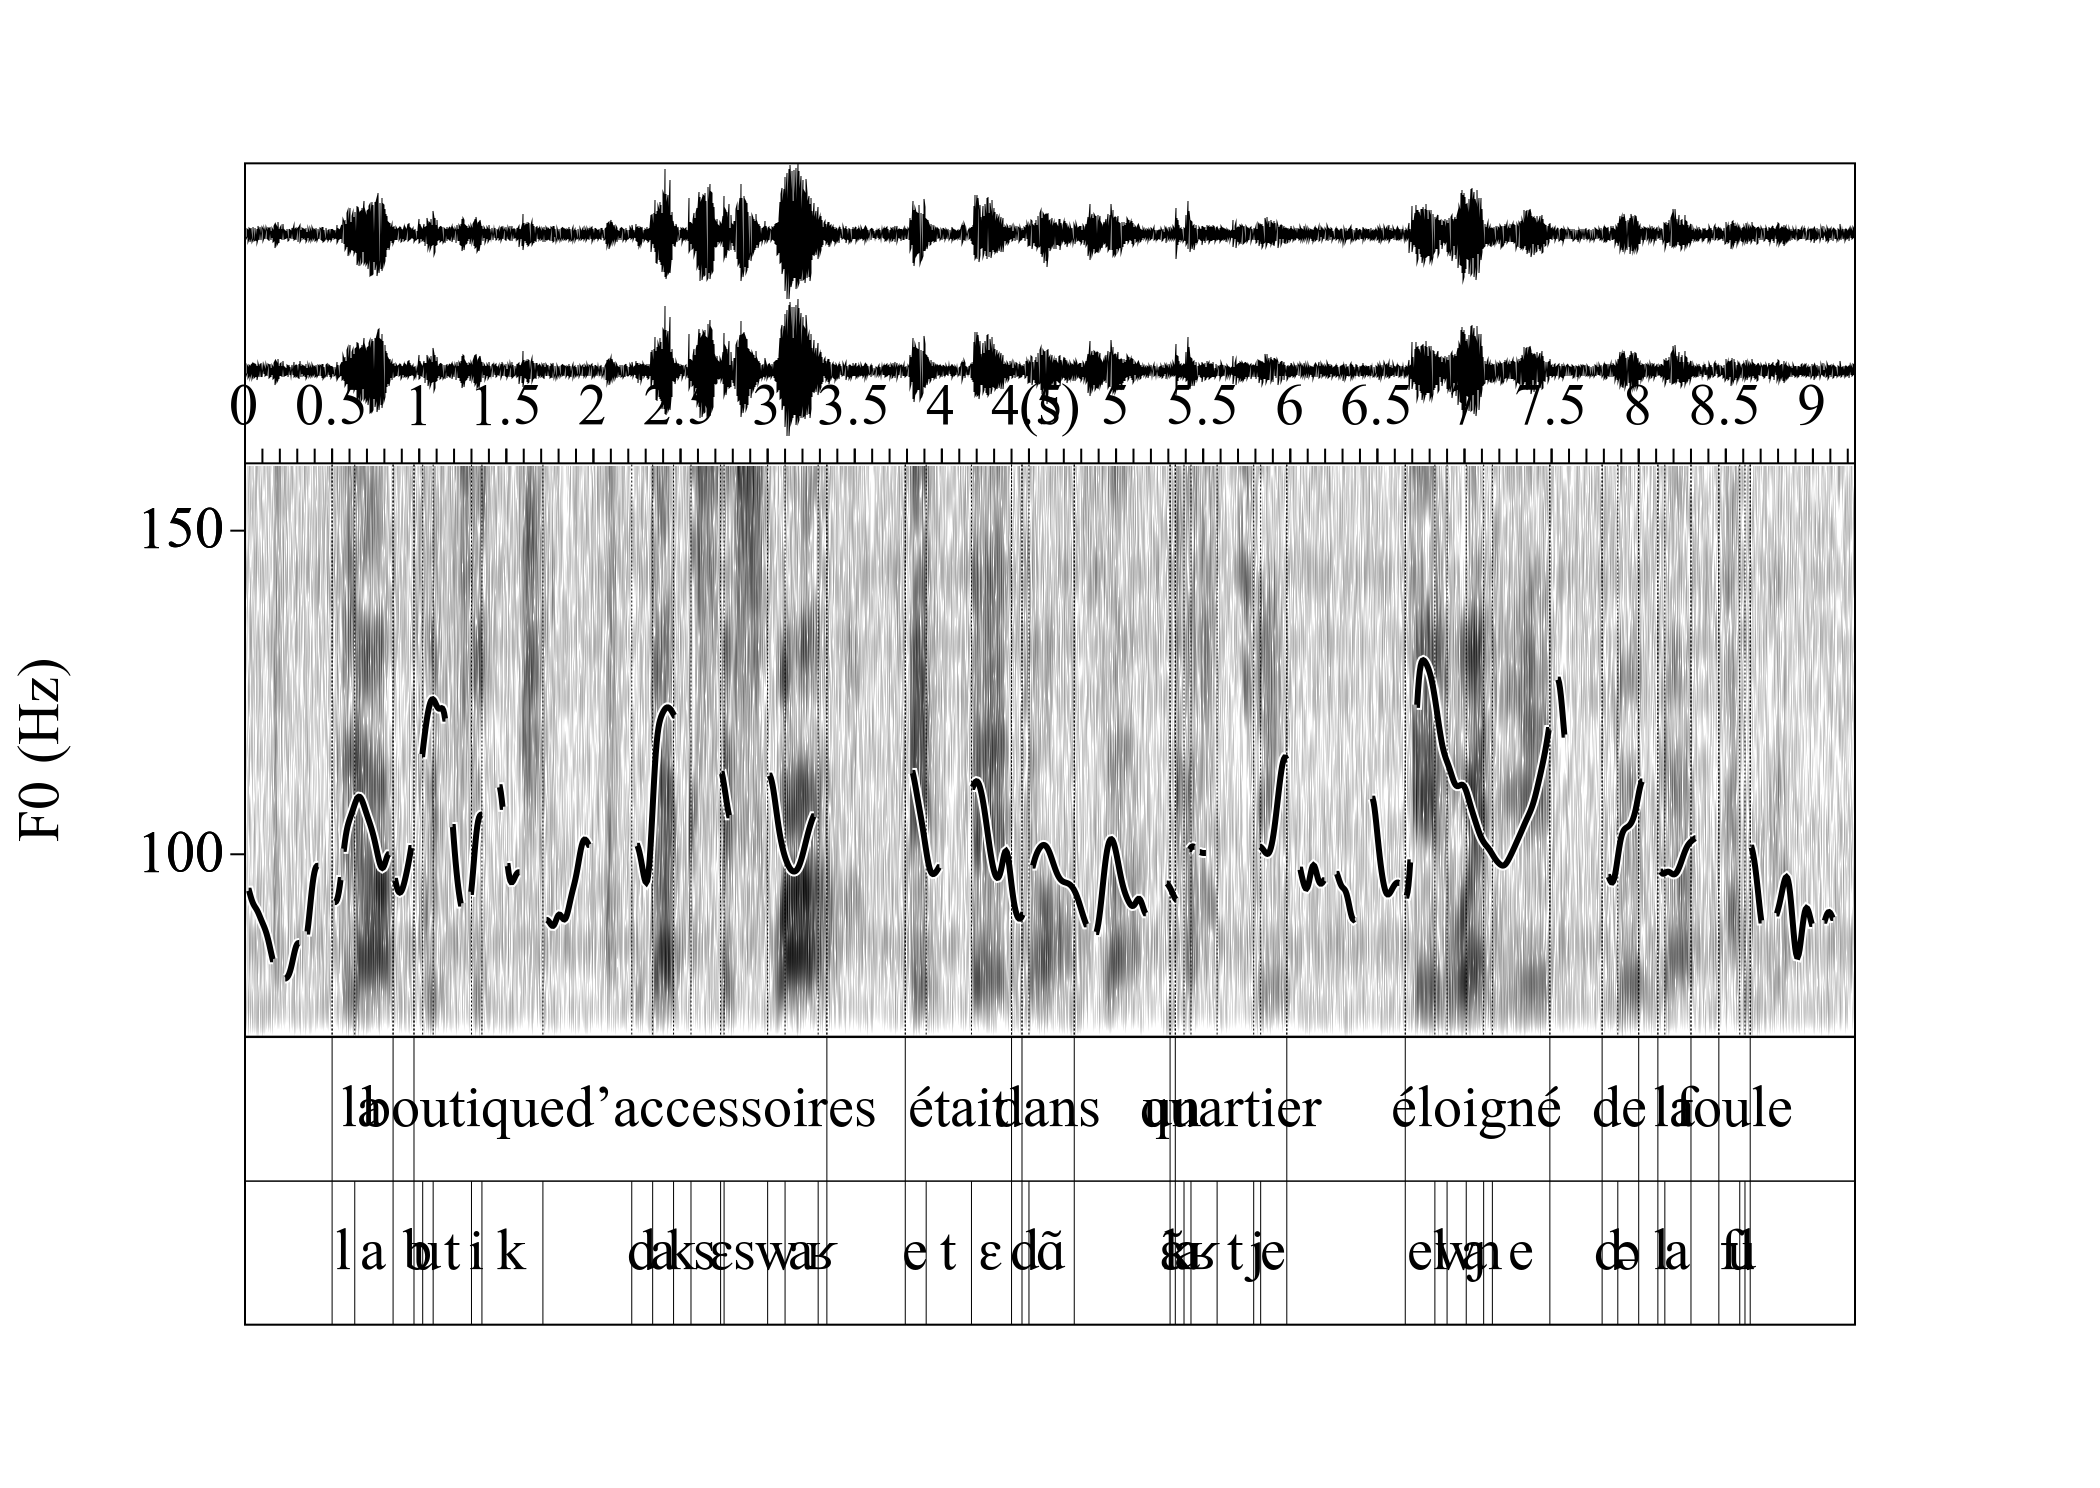 0 0.5 1 1.5 2 2.5 3 3.5 4 4.5 (s) 5 5.5 6 6.5 7 7.5 8 8.5 9
150
100
F0 (Hz)
la boutique d’accessoires était dans un quartier éloigné de la foule
l a b u t i k d a k s ɛ s w a ʁ e t ɛ d ɑ̃ a ʁ t j e e l w a ɲ e d ə l a f u l